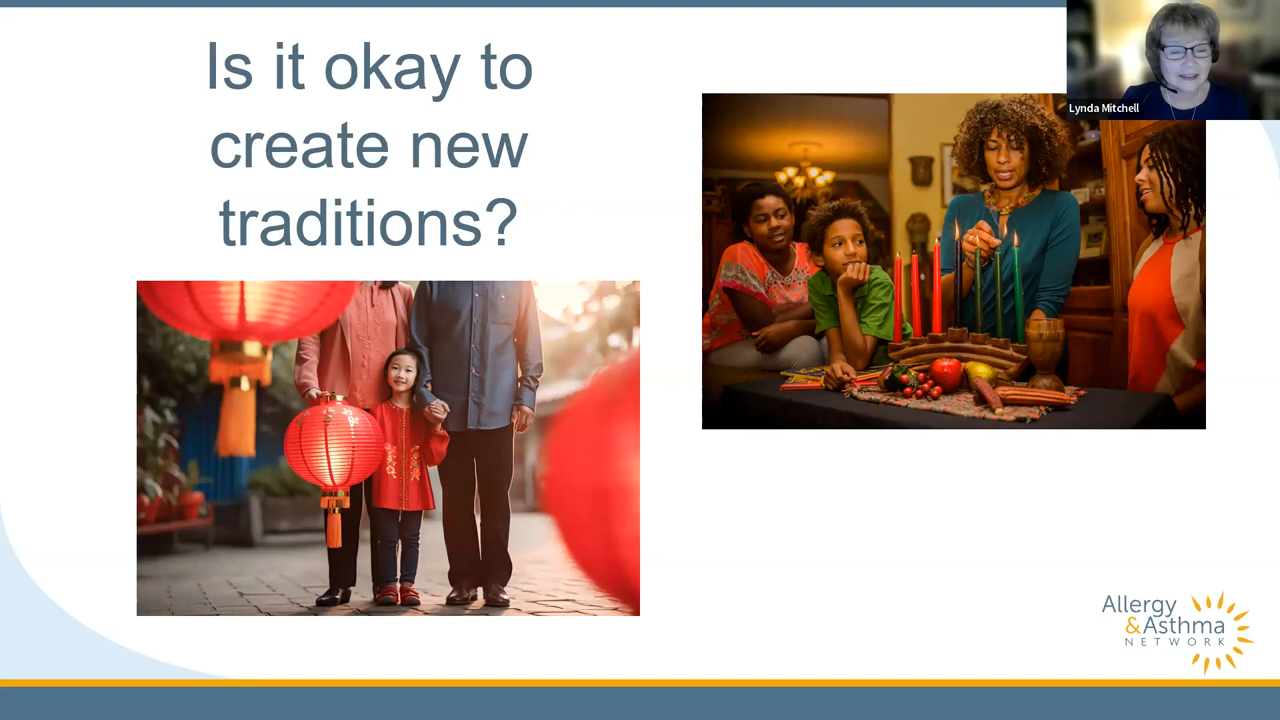 Is it okay to
create new
traditions?
Lynda Mitchell
Allergy
&Asthma
NETWORK